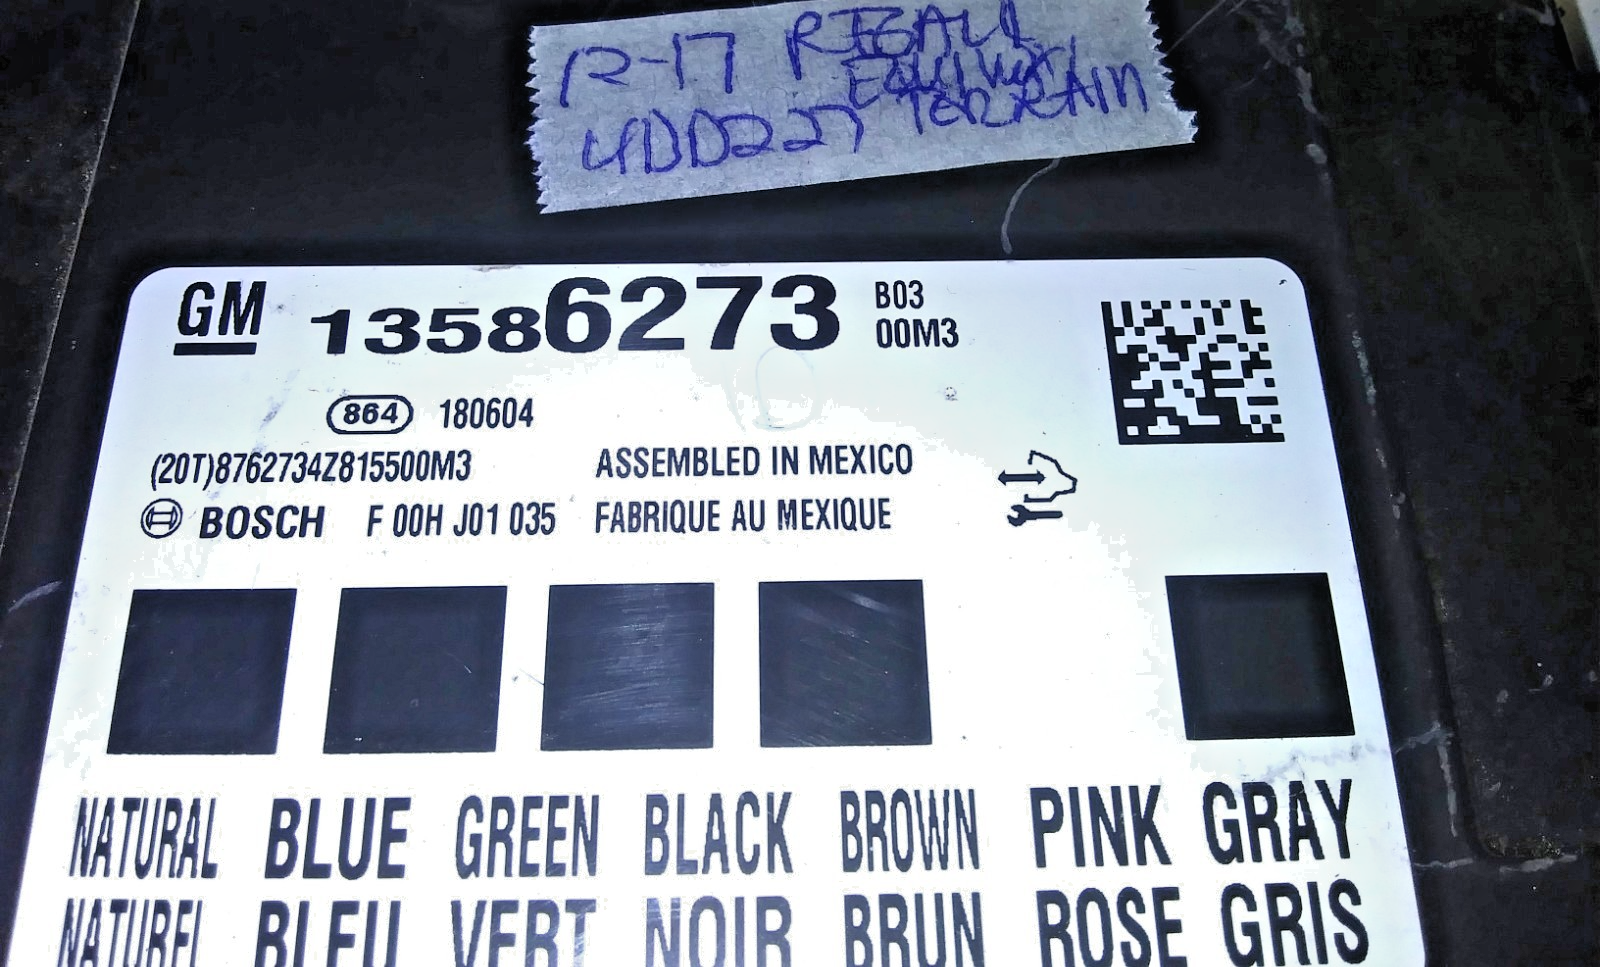 12-17 REGAL
EQUINOX
4DD227 TERRAIN
GM 13586273 B03
00M3
864 180604
(20T)8762734Z815500M3 ASSEMBLED IN MEXICO
BOSCH F 00H J01 035 FABRIQUE AU MEXIQUE
NATURAL BLUE GREEN BLACK BROWN PINK GRAY
NATUREL BLEU VERT NOIR BRUN ROSE GRIS